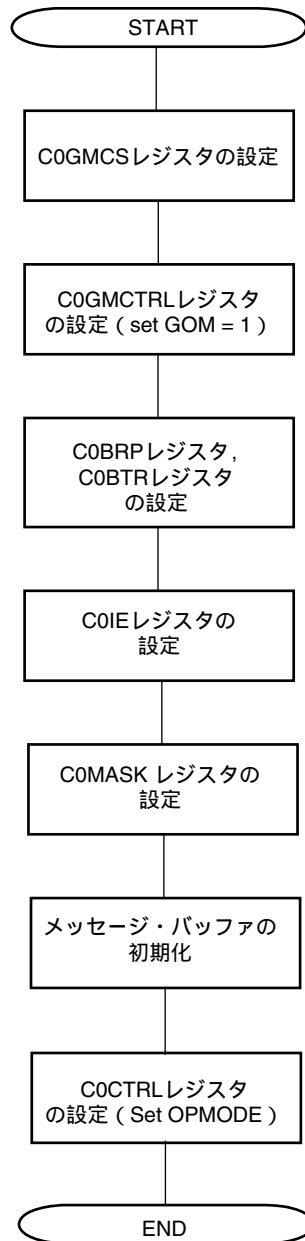 START
C0GMCSレジスタの設定
C0GMCTRLレジスタ
の設定（set GOM = 1）
C0BRPレジスタ,
C0BTRレジスタ
の設定
C0IEレジスタの
設定
C0MASK レジスタの
設定
メッセージ・バッファの
初期化
C0CTRLレジスタ
の設定（Set OPMODE）
END